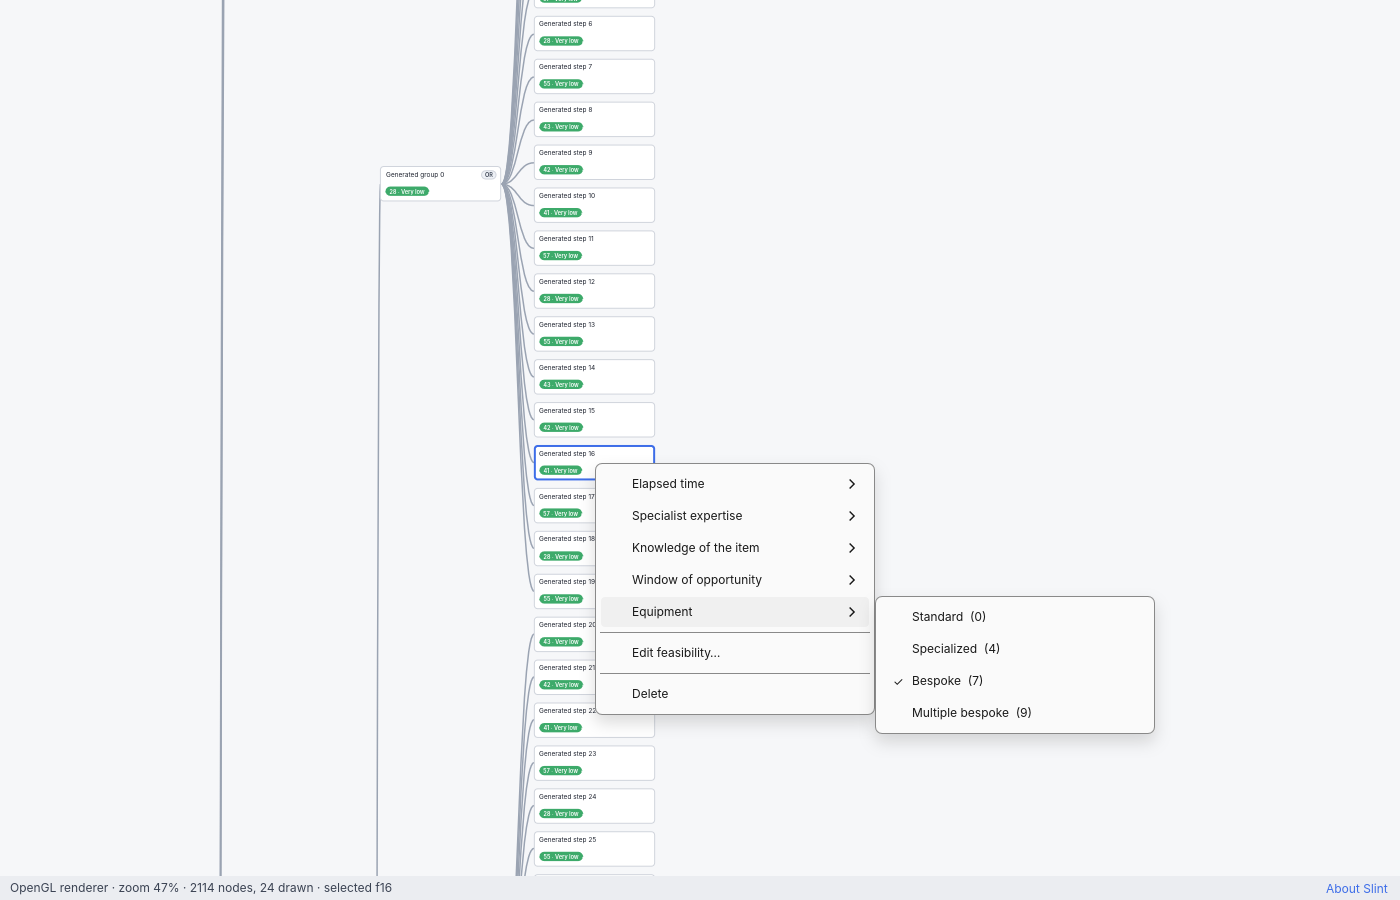 Generated step 6
28 · Very low
Generated step 7
55 · Very low
Generated step 8
43 · Very low
Generated step 9
42 · Very low
Generated group 0
OR
28 · Very low
Generated step 10
41 · Very low
Generated step 11
57 · Very low
Generated step 12
28 · Very low
Generated step 13
55 · Very low
Generated step 14
43 · Very low
Generated step 15
42 · Very low
Generated step 16
41 · Very low
Generated step 17
57 · Very low
Generated step 18
28 · Very low
Generated step 19
55 · Very low
Generated step 20
43 · Very low
Generated step 21
42 · Very low
Generated step 22
41 · Very low
Generated step 23
57 · Very low
Generated step 24
28 · Very low
Generated step 25
55 · Very low
Elapsed time
Specialist expertise
Knowledge of the item
Window of opportunity
Equipment
Edit feasibility...
Delete
Standard (0)
Specialized (4)
Bespoke (7)
Multiple bespoke (9)
OpenGL renderer · zoom 47% · 2114 nodes, 24 drawn · selected f16
About Slint